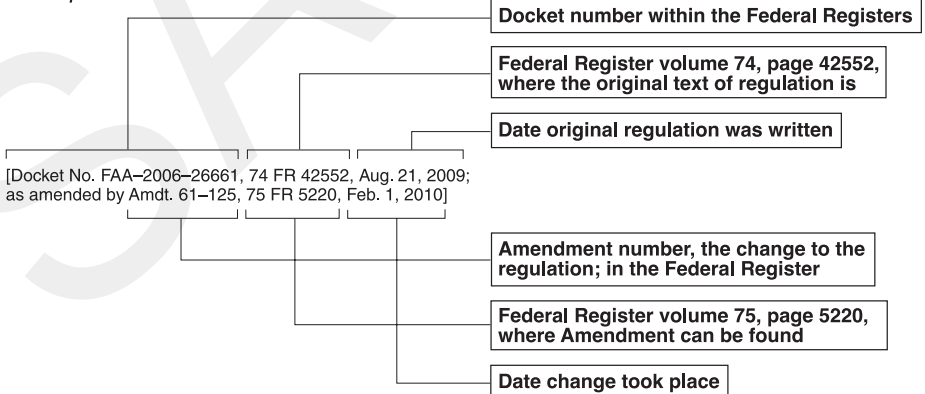 Docket number within the Federal Registers
Federal Register volume 74, page 42552,
where the original text of regulation is
Date original regulation was written
[Docket No. FAA–2006–26661, 74 FR 42552, Aug. 21, 2009;
as amended by Amdt. 61–125, 75 FR 5220, Feb. 1, 2010]
Amendment number, the change to the
regulation; in the Federal Register
Federal Register volume 75, page 5220,
where Amendment can be found
Date change took place